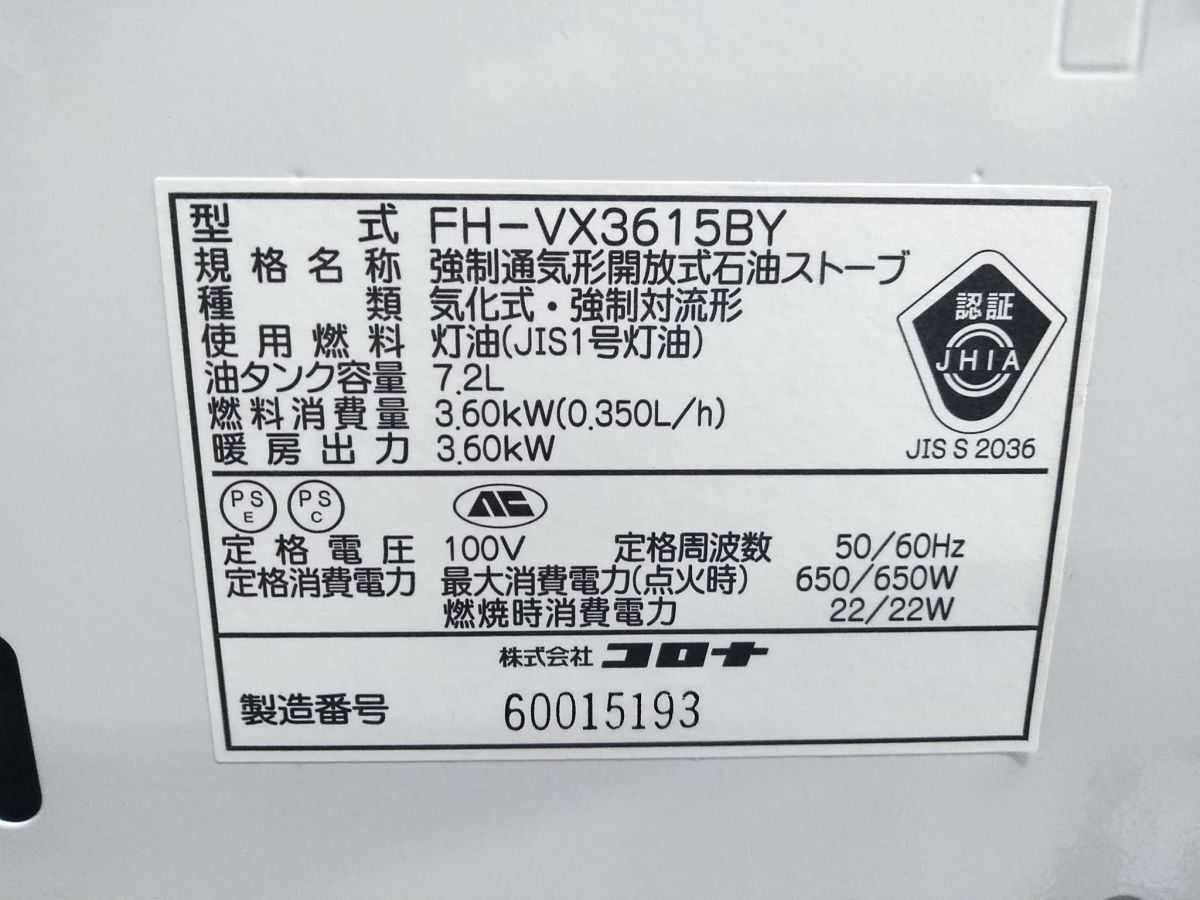 型式 FH-VX3615BY
規格名称 強制通気形開放式石油ストーブ
種類 気化式・強制対流形
使用燃料 灯油(JIS1号灯油)
油タンク容量 7.2L
燃料消費量 3.60kW(0.350L/h)
暖房出力 3.60kW
認証
JHIA
JIS S 2036
PS E PS C
定格電圧 100V 定格周波数 50/60Hz
定格消費電力 最大消費電力(点火時) 650/650W
燃焼時消費電力 22/22W
株式会社 コロナ
製造番号 60015193